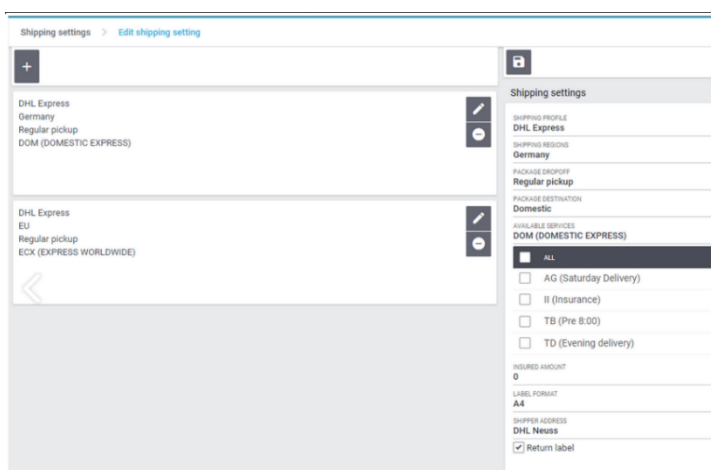 Shipping settings > Edit shipping setting
+
DHL Express
Germany
Regular pickup
DOM (DOMESTIC EXPRESS)
DHL Express
EU
Regular pickup
ECX (EXPRESS WORLDWIDE)
Shipping settings
SHIPPING PROFILE
DHL Express
SHIPPING REGIONS
Germany
PACKAGE DROPOFF
Regular pickup
PACKAGE DESTINATION
Domestic
AVAILABLE SERVICES
DOM (DOMESTIC EXPRESS)
ALL
AG (Saturday Delivery)
II (Insurance)
TB (Pre 8:00)
TD (Evening delivery)
INSURED AMOUNT
0
LABEL FORMAT
A4
SHIPPER ADDRESS
DHL Neuss
Return label